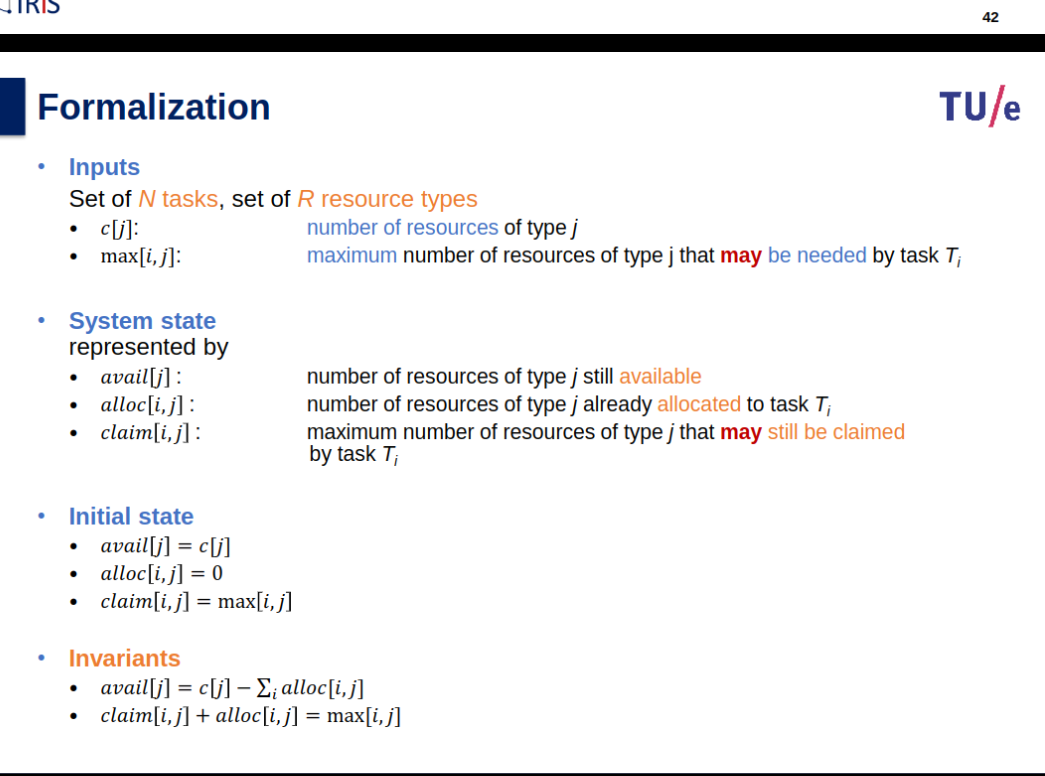 IRIS
42
Formalization
TU/e
• Inputs
Set of N tasks, set of R resource types
• c[j]: number of resources of type j
• max[i, j]: maximum number of resources of type j that may be needed by task Tᵢ
• System state
represented by
• avail[j] : number of resources of type j still available
• alloc[i, j] : number of resources of type j already allocated to task Tᵢ
• claim[i, j] : maximum number of resources of type j that may still be claimed
by task Tᵢ
• Initial state
• avail[j] = c[j]
• alloc[i, j] = 0
• claim[i, j] = max[i, j]
• Invariants
• avail[j] = c[j] − ∑ᵢ alloc[i, j]
• claim[i, j] + alloc[i, j] = max[i, j]